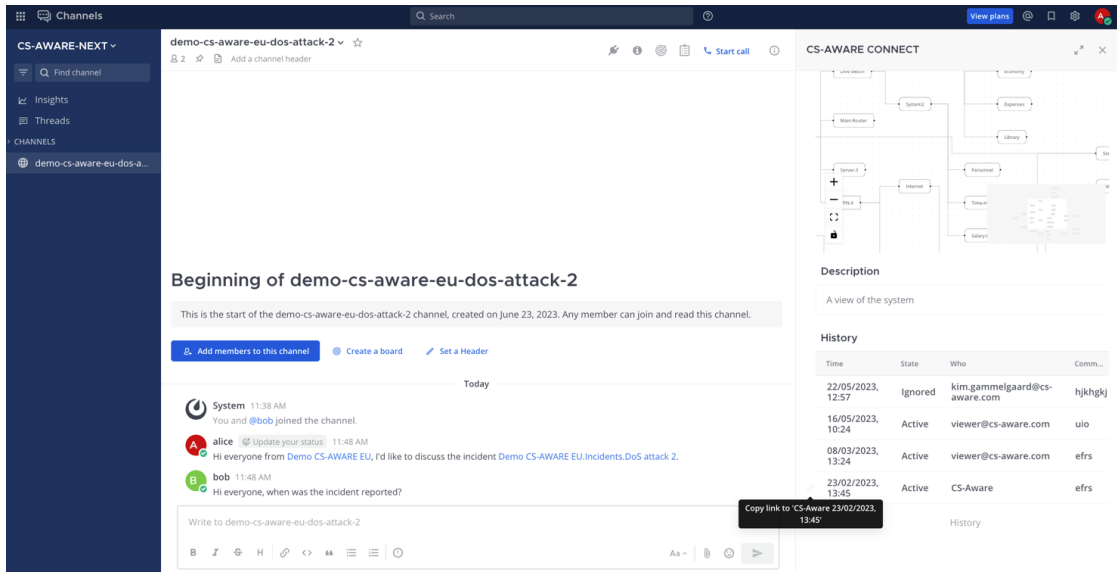 Channels
Search
View plans
CS-AWARE-NEXT
Find channel
Insights
Threads
CHANNELS
demo-cs-aware-eu-dos-a...
demo-cs-aware-eu-dos-attack-2
2
Add a channel header
Start call
Beginning of demo-cs-aware-eu-dos-attack-2
This is the start of the demo-cs-aware-eu-dos-attack-2 channel, created on June 23, 2023. Any member can join and read this channel.
Add members to this channel
Create a board
Set a Header
Today
System 11:38 AM
You and @bob joined the channel.
A
alice Update your status 11:48 AM
Hi everyone from Demo CS-AWARE EU, I'd like to discuss the incident Demo CS-AWARE EU.Incidents.DoS attack 2.
B
bob 11:48 AM
Hi everyone, when was the incident reported?
Write to demo-cs-aware-eu-dos-attack-2
B I S H
Aa
CS-AWARE CONNECT
Economy
System2
Expenses
Main-Router
Library
Server-3
Personnel
Internet
Description
A view of the system
History
Time State Who Comm...
22/05/2023, 12:57 Ignored kim.gammelgaard@cs-aware.com hjkhgkj
16/05/2023, 10:24 Active viewer@cs-aware.com uio
08/03/2023, 13:24 Active viewer@cs-aware.com efrs
23/02/2023, 13:45 Active CS-Aware efrs
Copy link to 'CS-Aware 23/02/2023, 13:45'
History